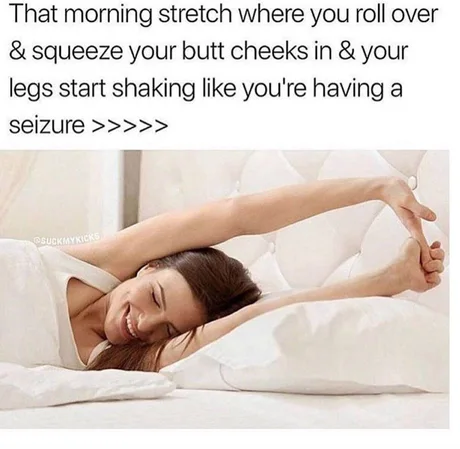 That morning stretch where you roll over
& squeeze your butt cheeks in & your
legs start shaking like you're having a
seizure >>>>>
@SUCKMYKICKS